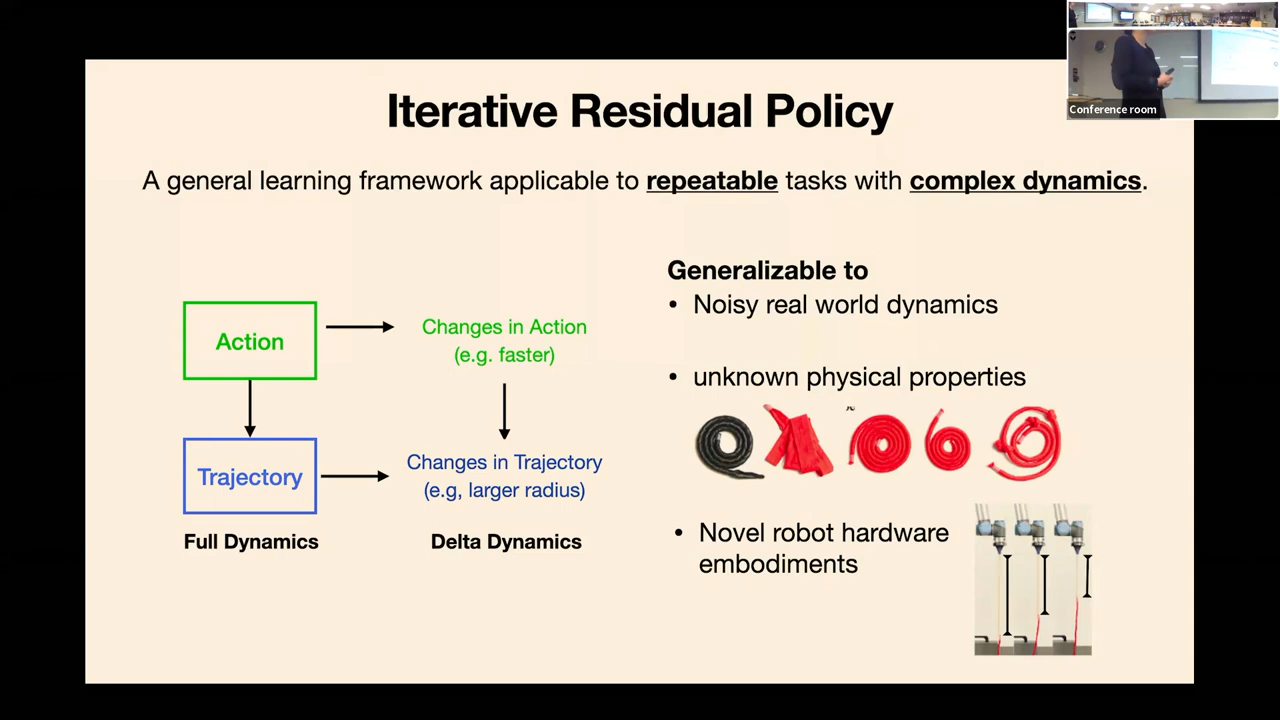 Iterative Residual Policy
A general learning framework applicable to repeatable tasks with complex dynamics.
Action
Changes in Action
(e.g. faster)
Trajectory
Changes in Trajectory
(e.g, larger radius)
Full Dynamics
Delta Dynamics
Generalizable to
• Noisy real world dynamics
• unknown physical properties
• Novel robot hardware
embodiments
Conference room